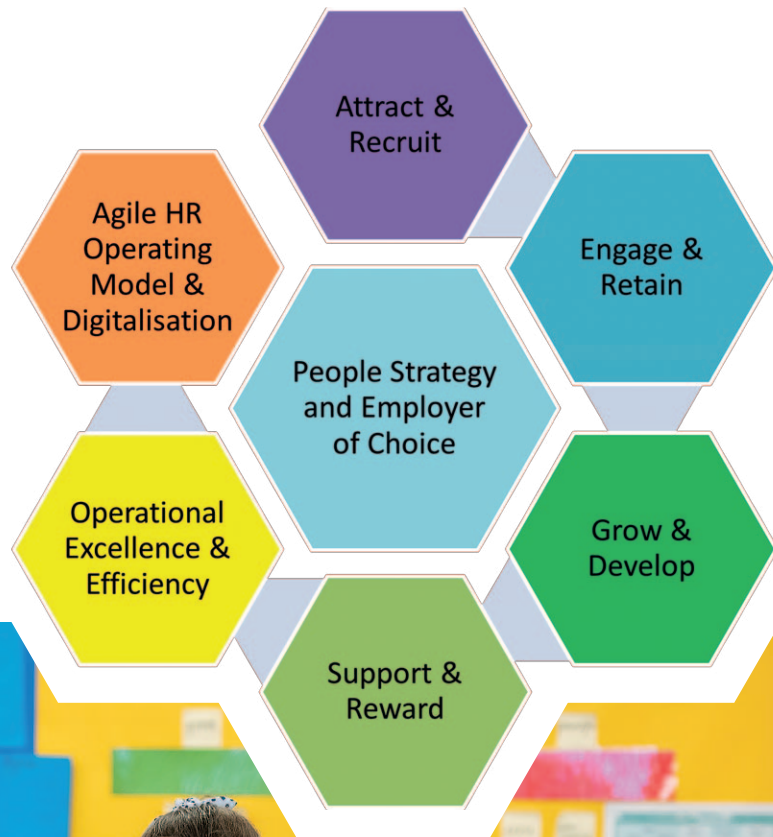 Attract &
Recruit
Engage &
Retain
Grow &
Develop
Support &
Reward
Operational
Excellence &
Efficiency
Agile HR
Operating
Model &
Digitalisation
People Strategy
and Employer
of Choice